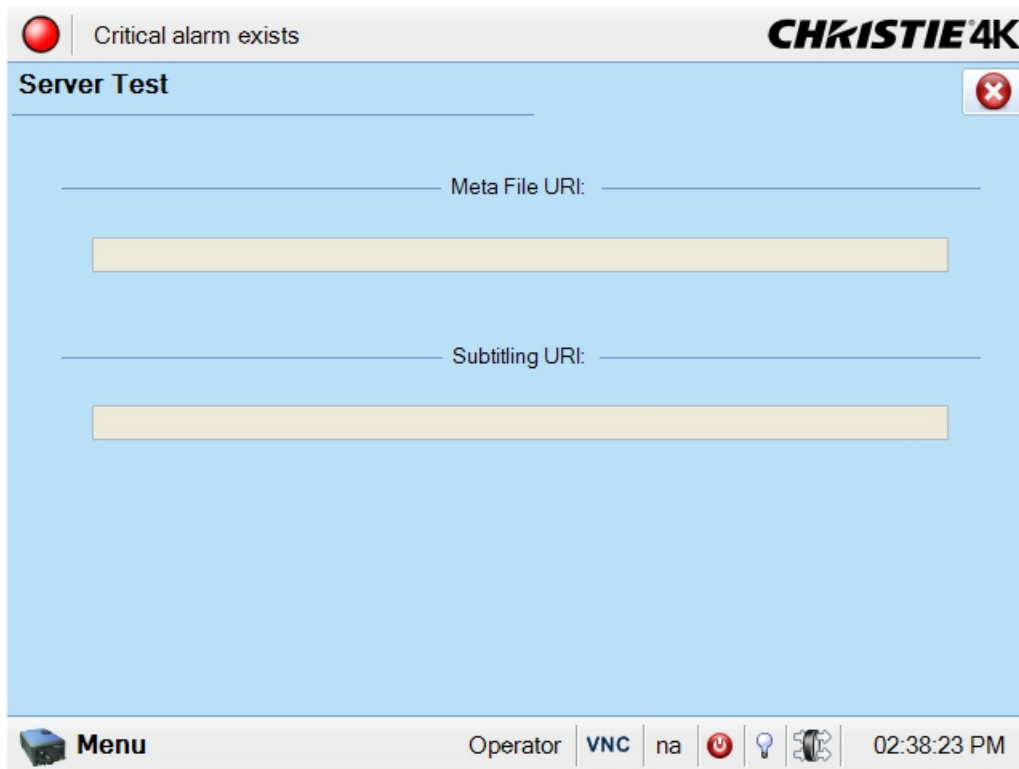 Critical alarm exists
CHRISTIE 4K
Server Test
Meta File URI:
Subtitling URI:
Menu
Operator
VNC
na
02:38:23 PM